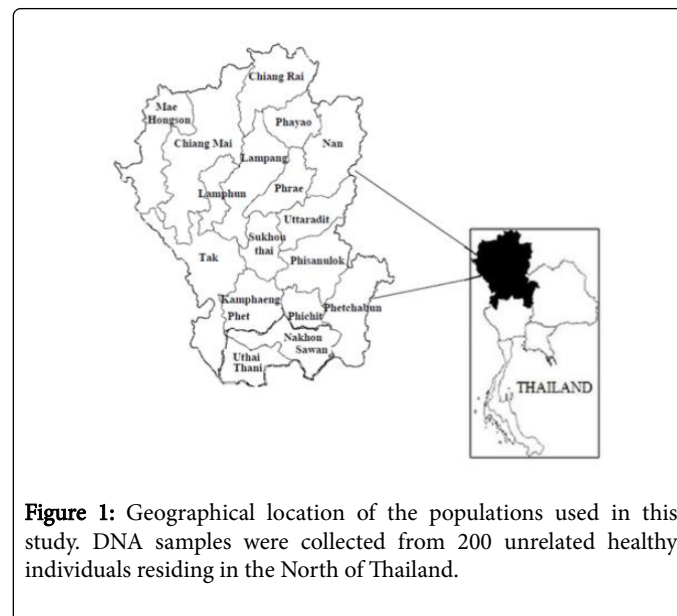 Chiang Rai
Mae
Hongson
Phayao
Chiang Mai
Nan
Lampang
Lamphun
Phrae
Uttaradit
Sukhou
thai
Tak
Phisanulok
Kamphaeng
Phet
Phichit
Phetchabun
Nakhon
Sawan
Uthai
Thani
THAILAND
Figure 1: Geographical location of the populations used in this
study. DNA samples were collected from 200 unrelated healthy
individuals residing in the North of Thailand.